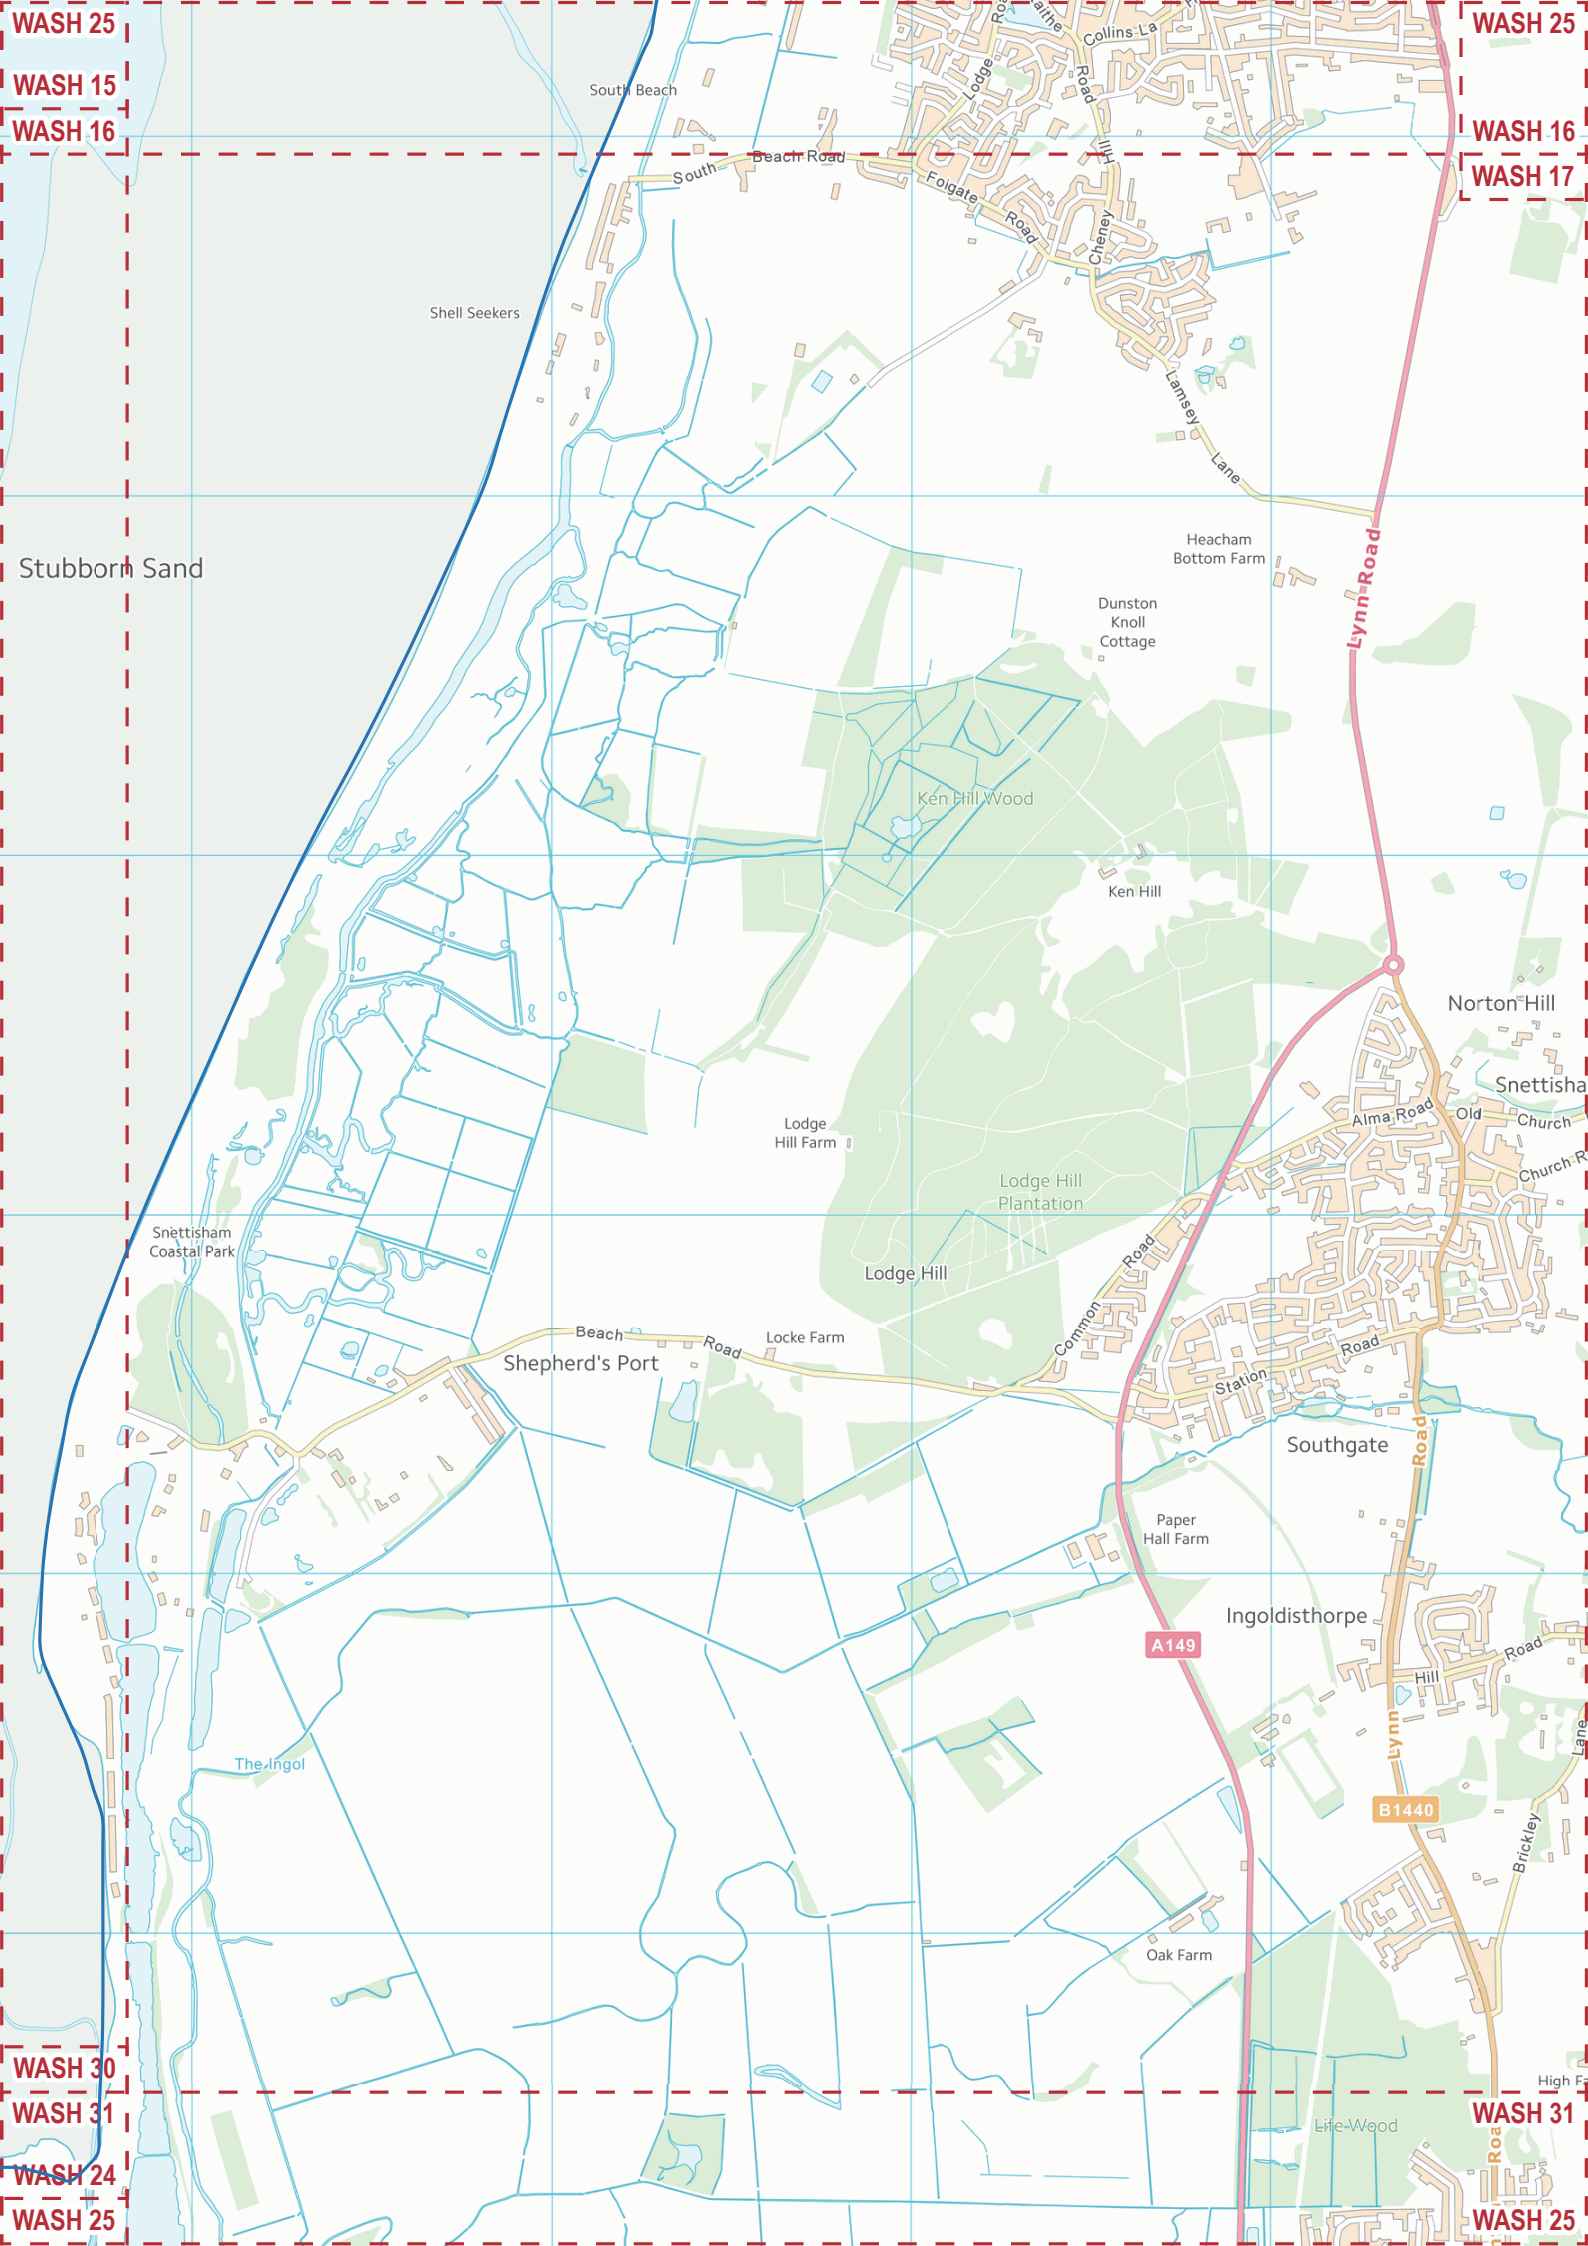 WASH 25
WASH 25
Collins La
Road
Lodge
WASH 15
South Beach
WASH 16
WASH 16
South
Beach Road
Hill
WASH 17
Folgate
Road
Cheney
Shell Seekers
Lamsey
Lane
Heacham
Bottom Farm
Stubborn Sand
Lynn Road
Dunston
Knoll
Cottage
Ken Hill Wood
Ken Hill
Norton Hill
Snettisha
Alma Road
Old
Church
Lodge
Hill Farm
Church R
Lodge Hill
Plantation
Snettisham
Coastal Park
Road
Lodge Hill
Common
Beach
Road
Locke Farm
Shepherd's Port
Station
Road
Southgate
Road
Paper
Hall Farm
Ingoldisthorpe
A149
Hill
Road
Lynn
Lane
The Ingol
B1440
Brickley
Oak Farm
WASH 30
High Fa
WASH 31
WASH 31
Life Wood
Roa
WASH 24
WASH 25
WASH 25